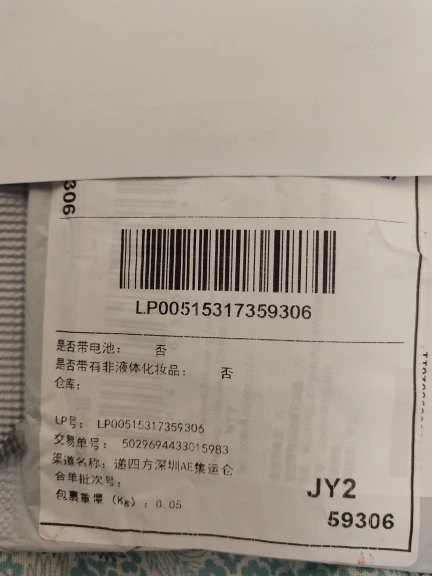 306
LP00515317359306
是否带电池： 否
是否带有非液体化妆品： 否
仓库：
LP号： LP00515317359306
交易单号： 5029694433015983
渠道名称： 递四方深圳AE集运仓
合单批次号：
包裹重量（Kg）： 0.05
JY2
59306